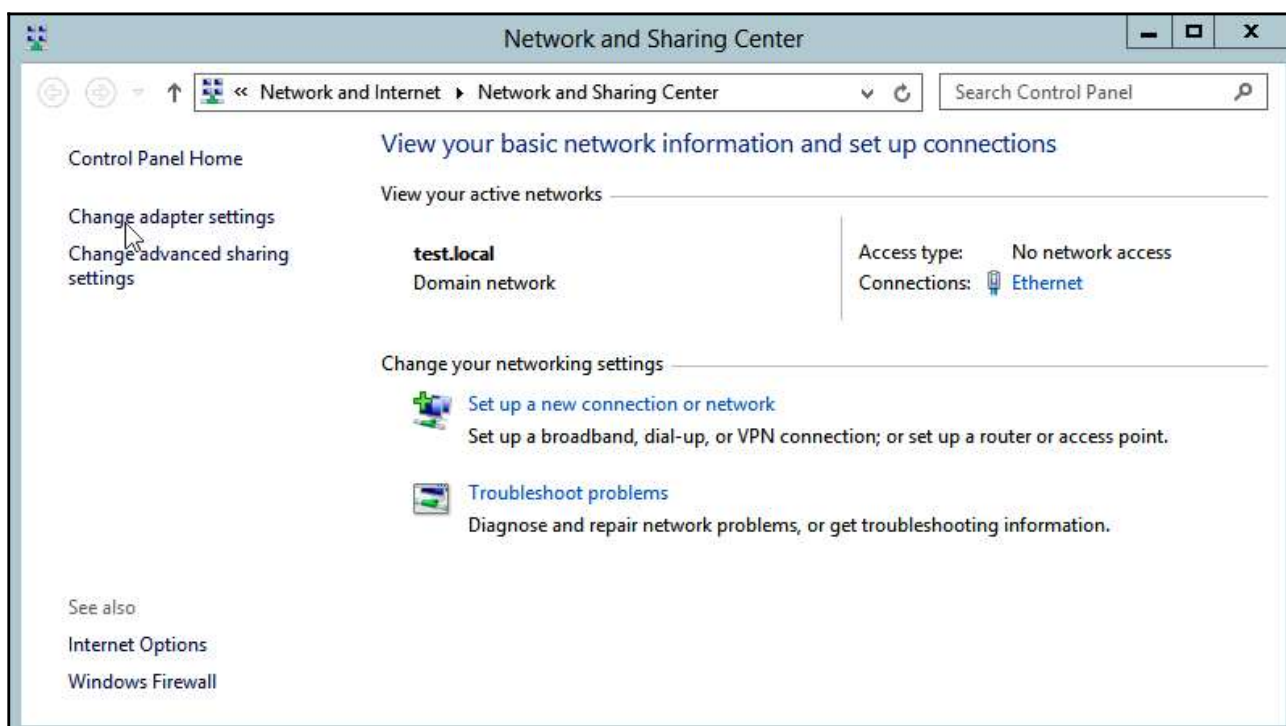 Network and Sharing Center
« Network and Internet ▸ Network and Sharing Center
Search Control Panel
Control Panel Home
Change adapter settings
Change advanced sharing
settings
View your basic network information and set up connections
View your active networks
test.local
Domain network
Access type: No network access
Connections: Ethernet
Change your networking settings
Set up a new connection or network
Set up a broadband, dial-up, or VPN connection; or set up a router or access point.
Troubleshoot problems
Diagnose and repair network problems, or get troubleshooting information.
See also
Internet Options
Windows Firewall